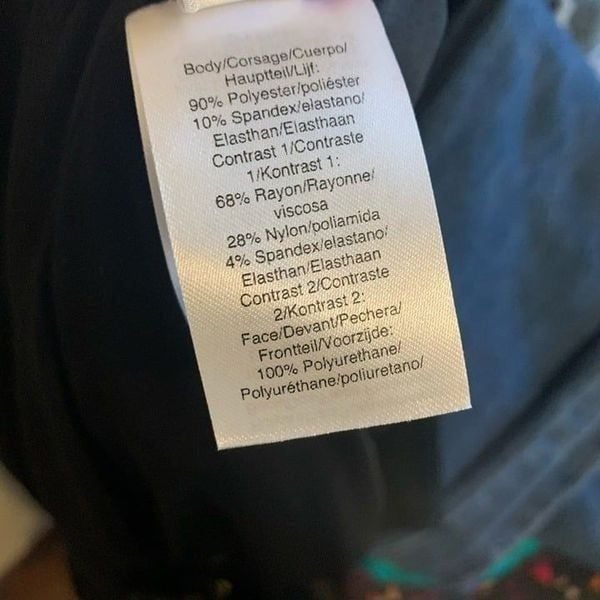 Body/Corsage/Cuerpo/
Hauptteil/Lijf:
90% Polyester/poliéster
10% Spandex/elastano/
Elasthan/Elasthaan
Contrast 1/Contraste
1/Kontrast 1:
68% Rayon/Rayonne/
viscosa
28% Nylon/poliamida
4% Spandex/elastano/
Elasthan/Elasthaan
Contrast 2/Contraste
2/Kontrast 2:
Face/Devant/Pechera/
Frontteil/Voorzijde:
100% Polyurethane/
Polyuréthane/poliuretano/